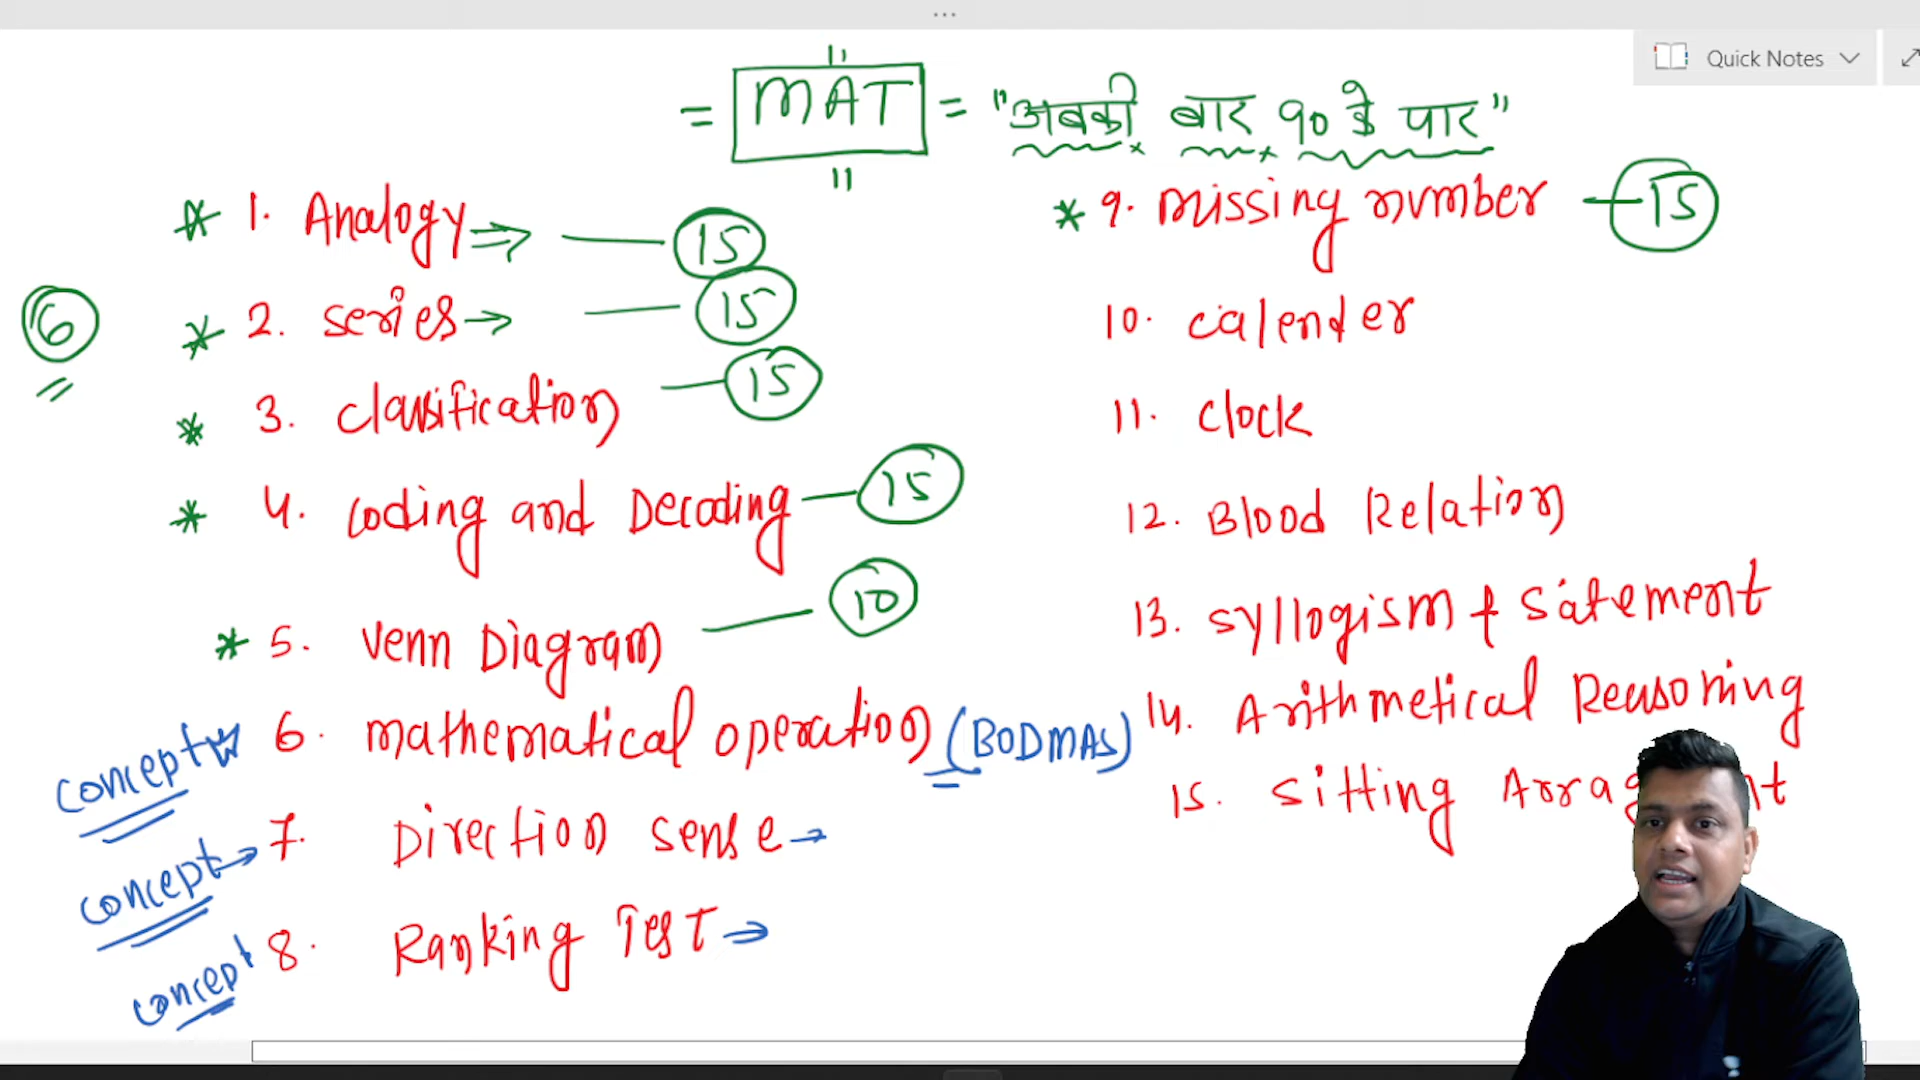 Quick Notes
= MAT = "अबकी बार 90 के पार"
* 1. Analogy ⇒ — 15
6 * 2. series → — 15
* 3. classification — 15
* 4. coding and Decoding — 15
* 5. Venn Diagram — 10
concept 6. mathematical operation (BODMAS)
concept → 7. Direction sense →
concept 8. Ranking Test →
* 9. missing number — 15
10. calender
11. clock
12. Blood Relation
13. syllogism + Satement
14. Arithmetical Reasoning
15. sitting